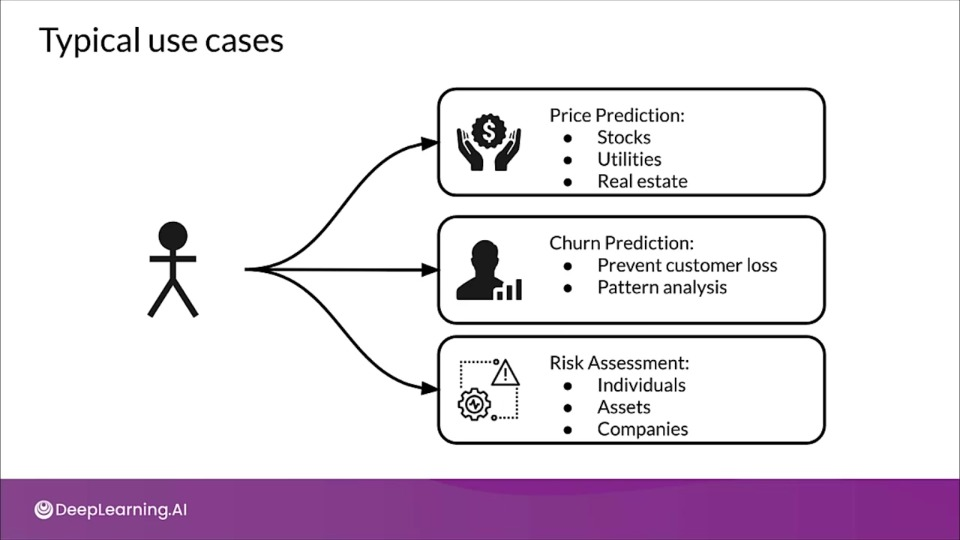 Typical use cases
Price Prediction:
● Stocks
● Utilities
● Real estate
Churn Prediction:
● Prevent customer loss
● Pattern analysis
Risk Assessment:
● Individuals
● Assets
● Companies
DeepLearning.AI